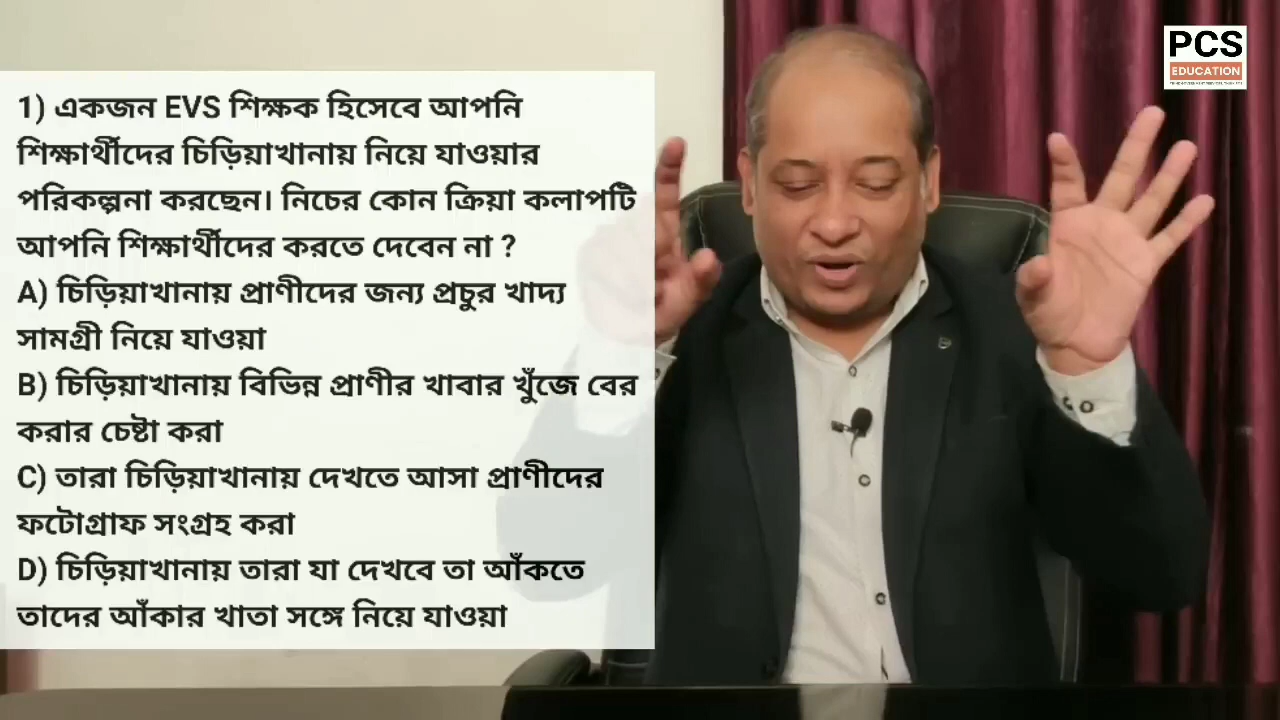 1) একজন EVS শিক্ষক হিসেবে আপনি
শিক্ষার্থীদের চিড়িয়াখানায় নিয়ে যাওয়ার
পরিকল্পনা করছেন। নিচের কোন ক্রিয়া কলাপটি
আপনি শিক্ষার্থীদের করতে দেবেন না ?
A) চিড়িয়াখানায় প্রাণীদের জন্য প্রচুর খাদ্য
সামগ্রী নিয়ে যাওয়া
B) চিড়িয়াখানায় বিভিন্ন প্রাণীর খাবার খুঁজে বের
করার চেষ্টা করা
C) তারা চিড়িয়াখানায় দেখতে আসা প্রাণীদের
ফটোগ্রাফ সংগ্রহ করা
D) চিড়িয়াখানায় তারা যা দেখবে তা আঁকতে
তাদের আঁকার খাতা সঙ্গে নিয়ে যাওয়া
PCS
EDUCATION